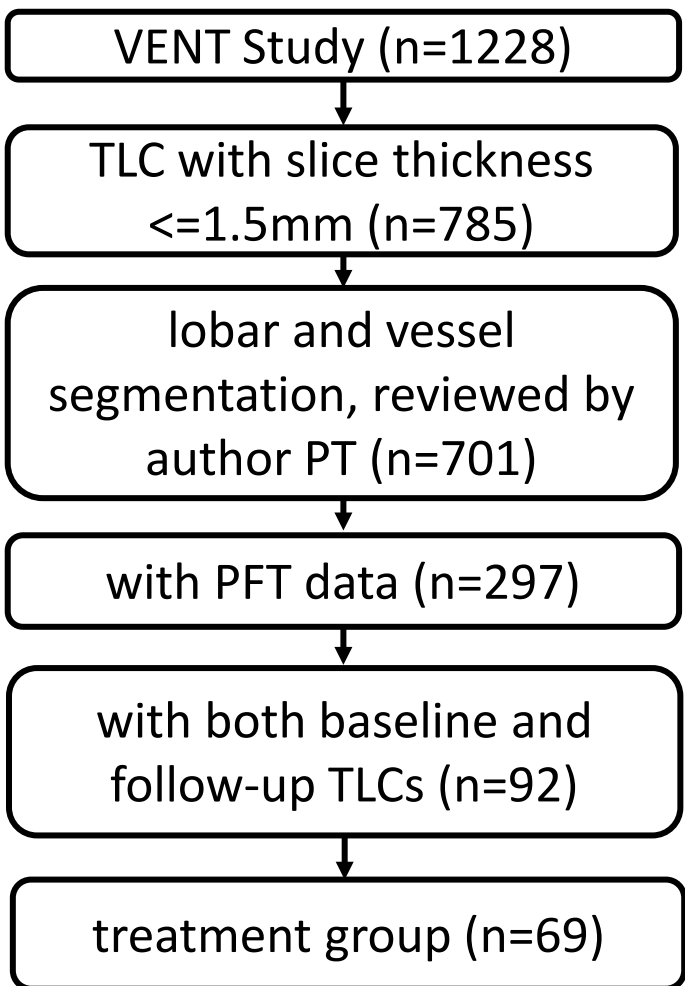 VENT Study (n=1228)
TLC with slice thickness
<=1.5mm (n=785)
lobar and vessel
segmentation, reviewed by
author PT (n=701)
with PFT data (n=297)
with both baseline and
follow-up TLCs (n=92)
treatment group (n=69)